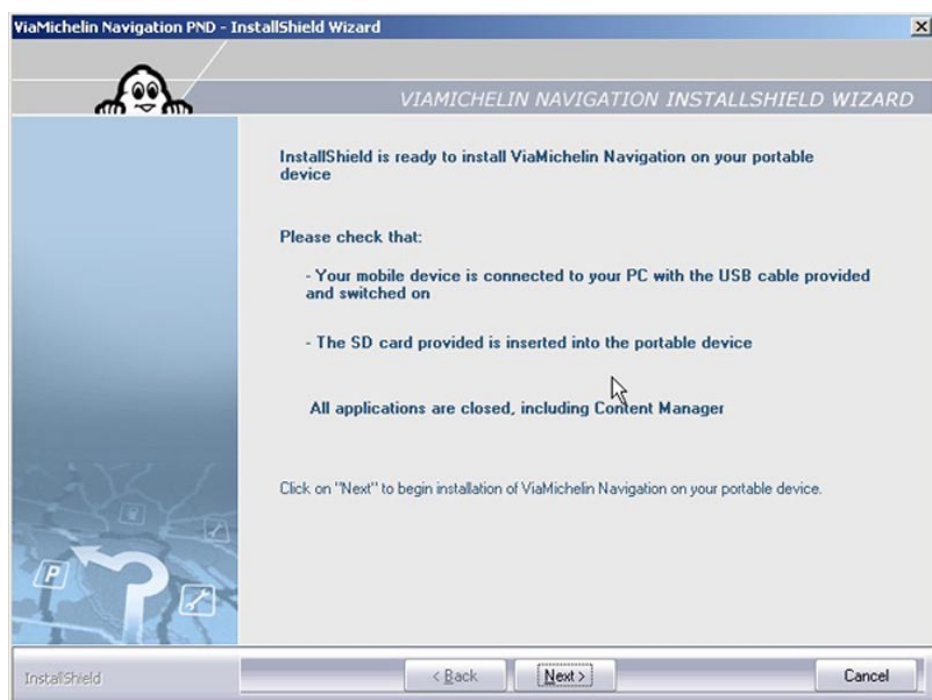 ViaMichelin Navigation PND - InstallShield Wizard
VIAMICHELIN NAVIGATION INSTALLSHIELD WIZARD
InstallShield is ready to install ViaMichelin Navigation on your portable
device
Please check that:
- Your mobile device is connected to your PC with the USB cable provided
and switched on
- The SD card provided is inserted into the portable device
All applications are closed, including Content Manager
Click on "Next" to begin installation of ViaMichelin Navigation on your portable device.
P
InstallShield
< Back
Next >
Cancel